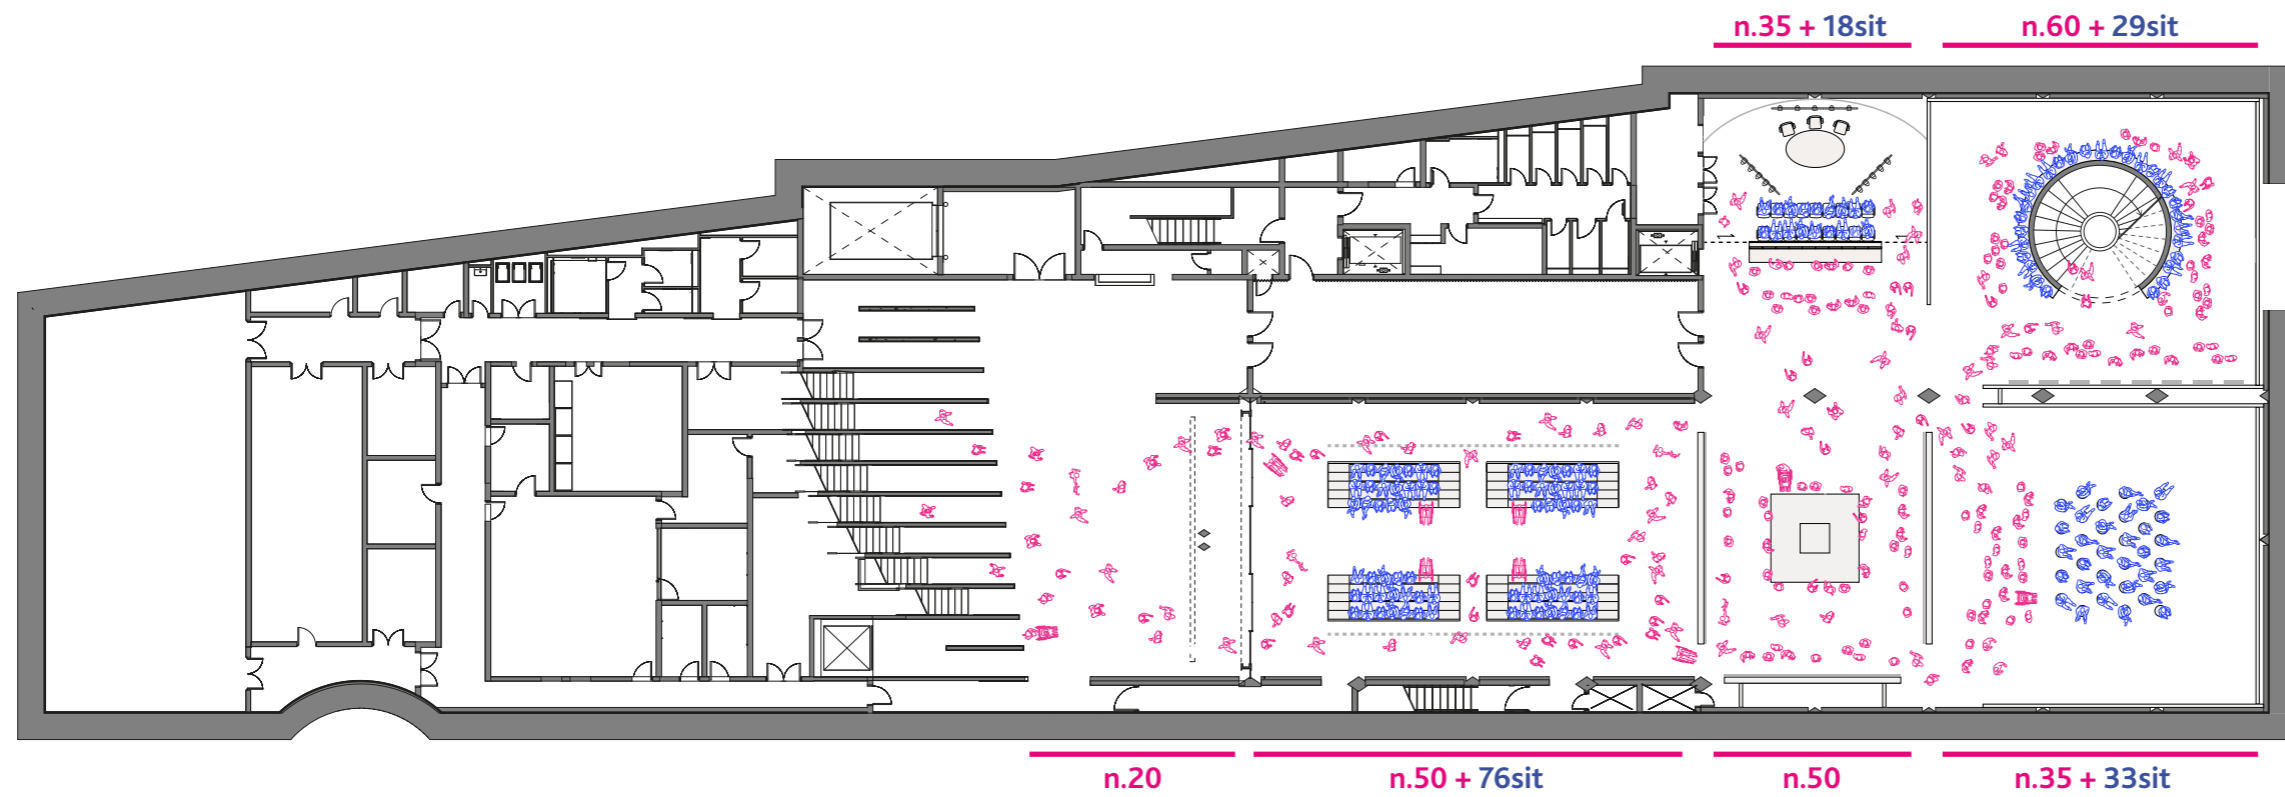 n.35 + 18sit
n.60 + 29sit
n.20
n.50 + 76sit
n.50
n.35 + 33sit